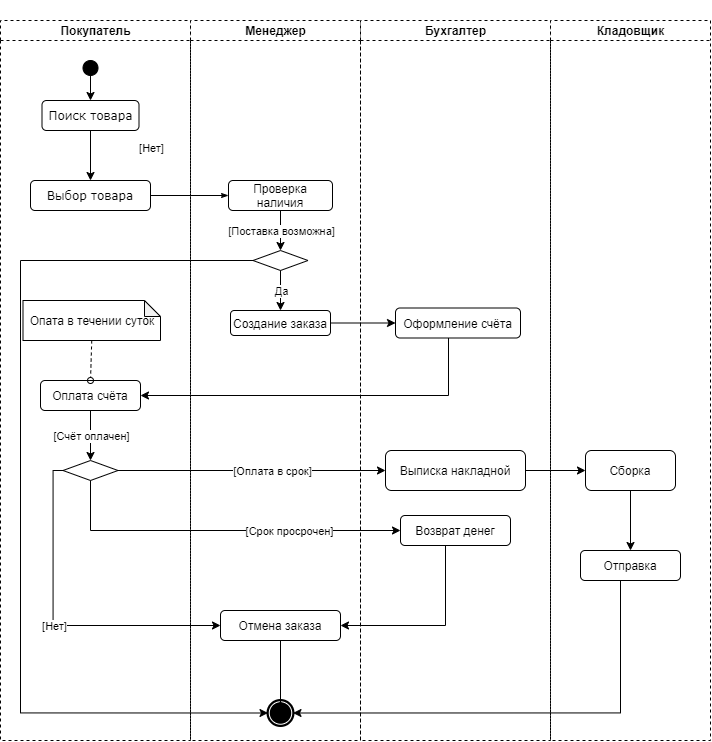 Покупатель
Менеджер
Бухгалтер
Кладовщик
Поиск товара
[Нет]
Выбор товара
Проверка
наличия
[Поставка возможна]
Да
Опата в течении суток
Создание заказа
Оформление счёта
Оплата счёта
[Счёт оплачен]
[Оплата в срок]
Выписка накладной
Сборка
[Срок просрочен]
Возврат денег
Отправка
[Нет]
Отмена заказа